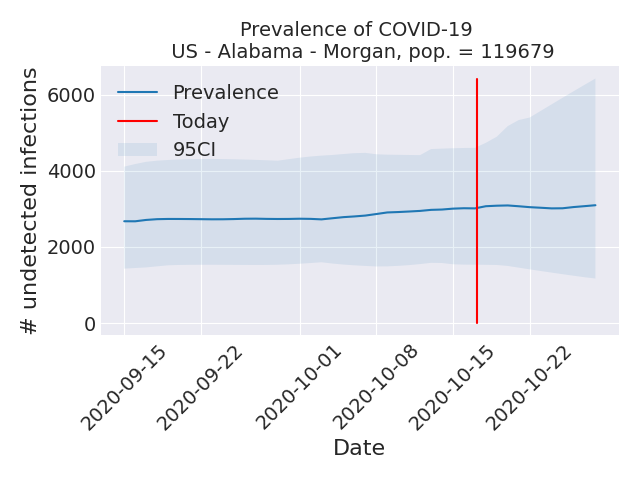 Prevalence of COVID-19
US - Alabama - Morgan, pop. = 119679
# undetected infections
6000
4000
2000
0
Prevalence
Today
95CI
2020-09-15
2020-09-22
2020-10-01
2020-10-08
2020-10-15
2020-10-22
Date